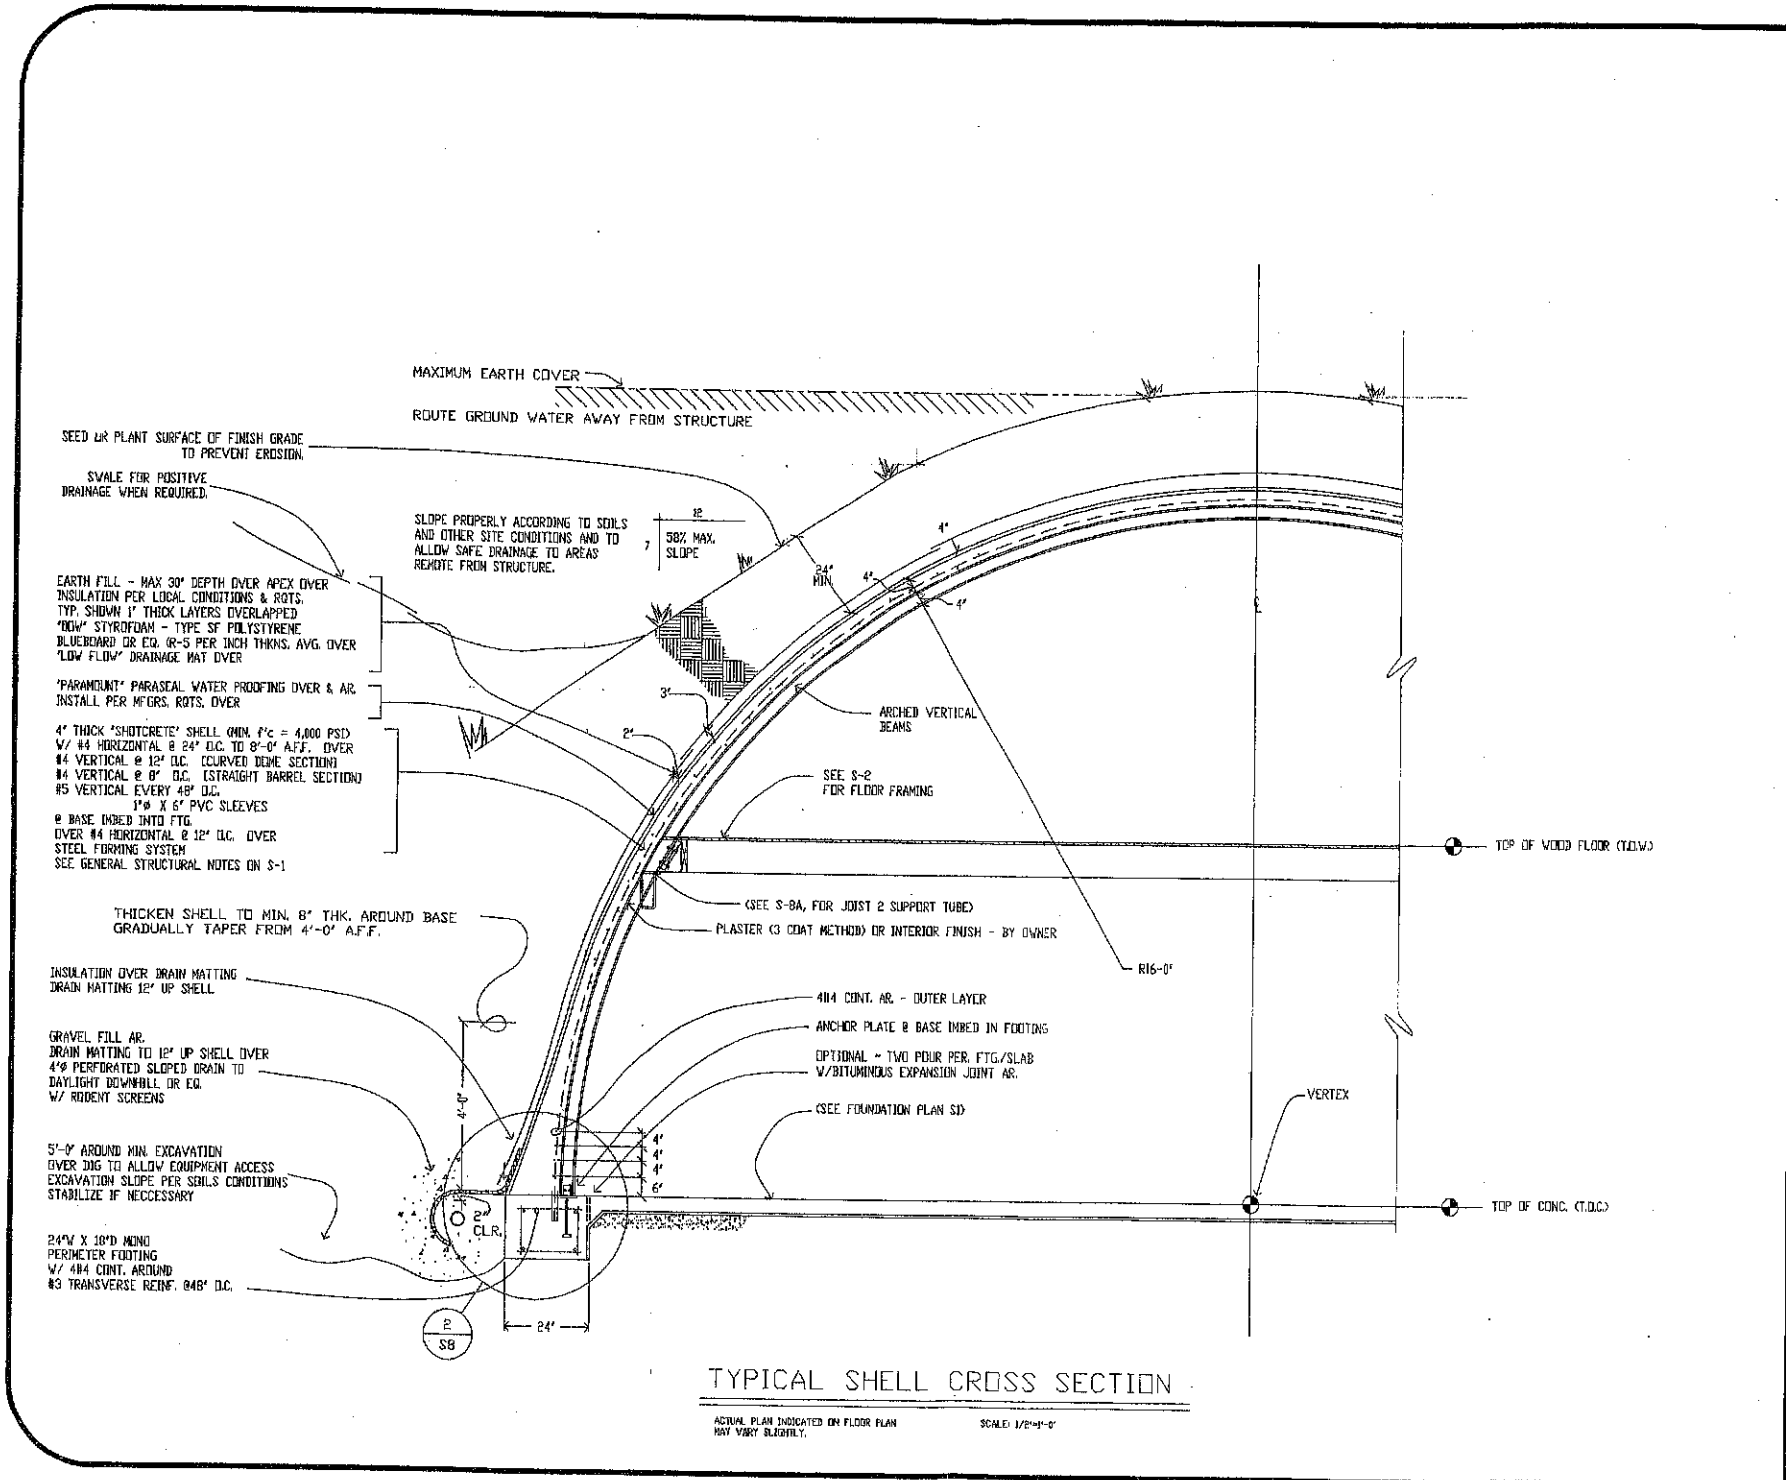 MAXIMUM EARTH COVER
ROUTE GROUND WATER AWAY FROM STRUCTURE
SEED OR PLANT SURFACE OF FINISH GRADE
TO PREVENT EROSION.
SWALE FOR POSITIVE
DRAINAGE WHEN REQUIRED.
SLOPE PROPERLY ACCORDING TO SOILS
AND OTHER SITE CONDITIONS AND TO
ALLOW SAFE DRAINAGE TO AREAS
REMOTE FROM STRUCTURE.
12
7
58% MAX.
SLOPE
24"
MIN.
4"
4"
4"
EARTH FILL - MAX 30" DEPTH OVER APEX OVER
INSULATION PER LOCAL CONDITIONS & RQTS.
TYP. SHOWN 1" THICK LAYERS OVERLAPPED
"DOW" STYROFOAM - TYPE SF POLYSTYRENE
BLUEBOARD OR EQ. (R-5 PER INCH THKNS. AVG. OVER
"LOW FLOW" DRAINAGE MAT OVER
"PARAMOUNT" PARASEAL WATER PROOFING OVER & AR.
INSTALL PER MFGRS. RQTS. OVER
4" THICK "SHOTCRETE" SHELL (MIN. f'c = 4,000 PSI)
W/ #4 HORIZONTAL @ 24" O.C. TO 8'-0" A.F.F. OVER
#4 VERTICAL @ 12" O.C. (CURVED DOME SECTION)
#4 VERTICAL @ 8" O.C. (STRAIGHT BARREL SECTION)
#5 VERTICAL EVERY 48" O.C.
1"ø X 6" PVC SLEEVES
@ BASE IMBED INTO FTG.
OVER #4 HORIZONTAL @ 12" O.C. OVER
STEEL FORMING SYSTEM
SEE GENERAL STRUCTURAL NOTES ON S-1
3"
2"
ARCHED VERTICAL
BEAMS
SEE S-2
FOR FLOOR FRAMING
TOP OF WOOD FLOOR (T.O.W.)
(SEE S-8A, FOR JOIST 2 SUPPORT TUBE)
PLASTER (3 COAT METHOD) OR INTERIOR FINISH - BY OWNER
R16-0"
THICKEN SHELL TO MIN. 8" THK. AROUND BASE
GRADUALLY TAPER FROM 4'-0" A.F.F.
INSULATION OVER DRAIN MATTING
DRAIN MATTING 12" UP SHELL
GRAVEL FILL AR.
DRAIN MATTING TO 12" UP SHELL OVER
4"ø PERFORATED SLOPED DRAIN TO
DAYLIGHT DOWNHILL OR EQ.
W/ RODENT SCREENS
4'-0"
4#4 CONT. AR. - OUTER LAYER
ANCHOR PLATE @ BASE IMBED IN FOOTING
OPTIONAL - TWO POUR PER. FTG./SLAB
W/BITUMINOUS EXPANSION JOINT AR.
(SEE FOUNDATION PLAN S1)
VERTEX
4"
4"
4"
6"
5'-0" AROUND MIN. EXCAVATION
OVER DIG TO ALLOW EQUIPMENT ACCESS
EXCAVATION SLOPE PER SOILS CONDITIONS
STABILIZE IF NECCESSARY
2"
CLR.
TOP OF CONC. (T.O.C.)
24"W X 18"D MONO
PERIMETER FOOTING
W/ 4#4 CONT. AROUND
#3 TRANSVERSE REINF. @48" O.C.
2
S8
24"
TYPICAL SHELL CROSS SECTION
ACTUAL PLAN INDICATED ON FLOOR PLAN
MAY VARY SLIGHTLY.
SCALE: 1/2"=1'-0"